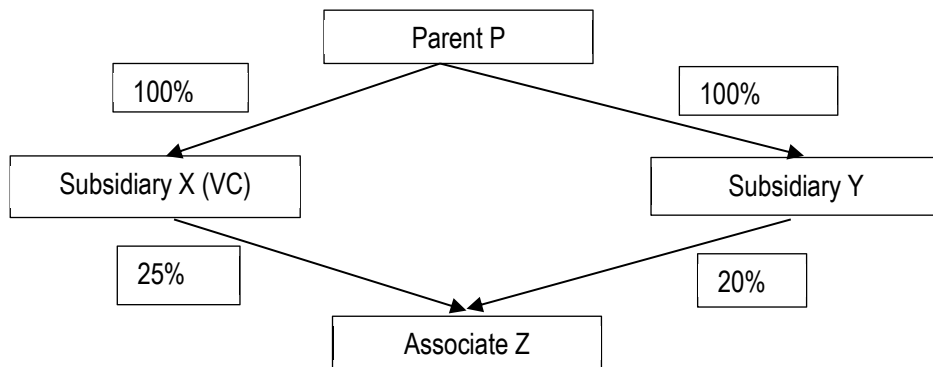 Parent P
100%
100%
Subsidiary X (VC)
Subsidiary Y
25%
20%
Associate Z